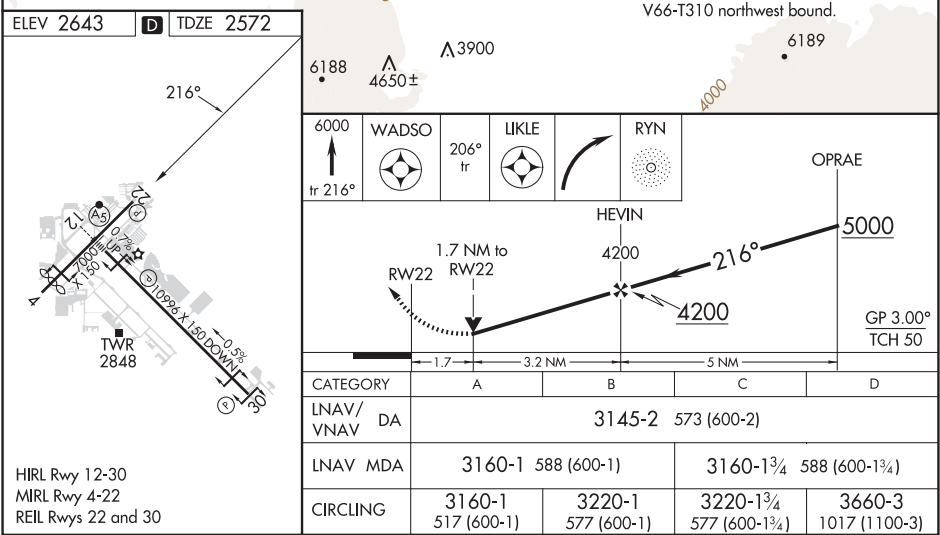 V66-T310 northwest bound.
ELEV 2643
D
TDZE 2572
6188
4650±
3900
6189
4000
216°
22
12
A5
P
0.7%
UP
7000
X 150
4
P
10996 X 150 DOWN
0.5%
TWR
2848
P
30
HIRL Rwy 12-30
MIRL Rwy 4-22
REIL Rwys 22 and 30
6000
tr 216°
WADSO
206°
tr
LIKLE
RYN
OPRAE
HEVIN
5000
4200
1.7 NM to
RW22
RW22
216°
4200
GP 3.00°
TCH 50
1.7
3.2 NM
5 NM
CATEGORY A B C D
LNAV/
VNAV DA 3145-2 573 (600-2)
LNAV MDA 3160-1 588 (600-1) 3160-1¾ 588 (600-1¾)
CIRCLING 3160-1 3220-1 3220-1¾ 3660-3
517 (600-1) 577 (600-1) 577 (600-1¾) 1017 (1100-3)